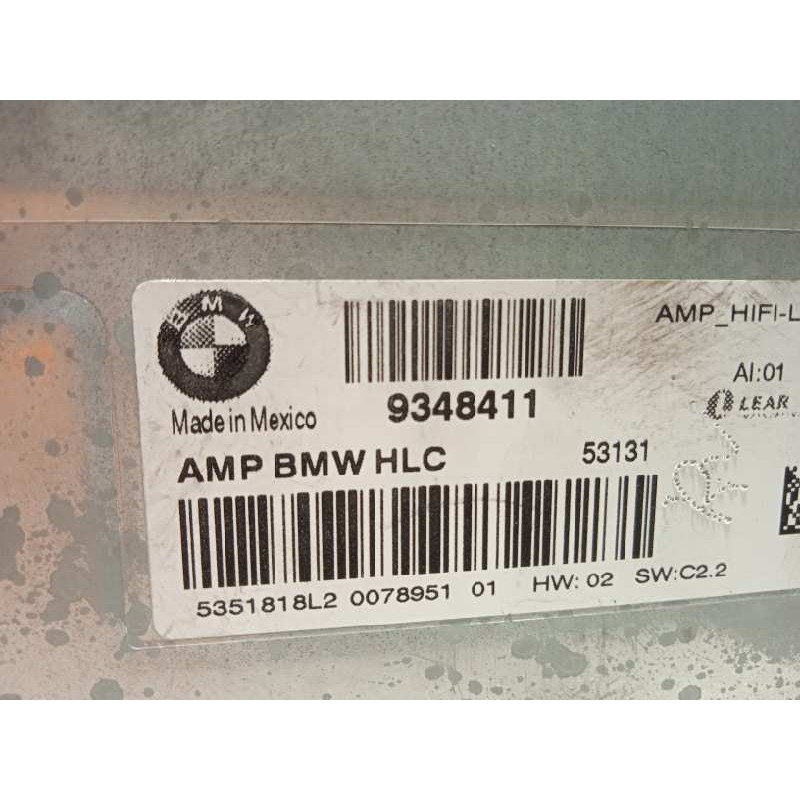 BMW
AMP_HIFI-L
9348411
AI:01
LEAR
Made in Mexico
AMP BMW HLC 53131
5351818L2 0078951 01 HW: 02 SW:C2.2